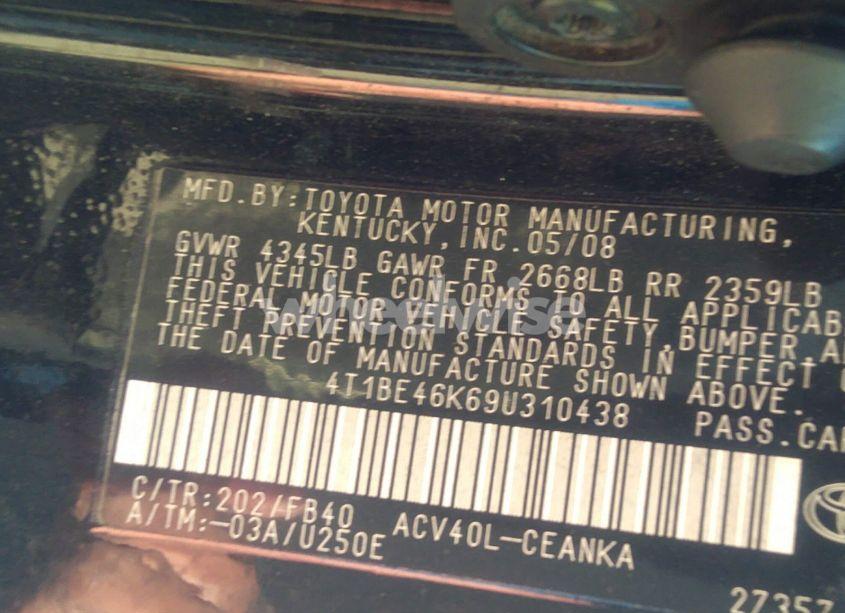 MFD.BY:TOYOTA MOTOR MANUFACTURING,
KENTUCKY,INC.05/08
GVWR 4345LB GAWR FR 2668LB RR 2359LB
THIS VEHICLE CONFORMS TO ALL APPLICAB
FEDERAL MOTOR VEHICLE SAFETY,BUMPER,A
THEFT PREVENTION STANDARDS IN EFFECT
THE DATE OF MANUFACTURE SHOWN ABOVE.
4T1BE46K69U310438 PASS.CA
C/TR:202/FB40 ACV40L-CEANKA
A/TM:-03A/U250E
27357
wheelwise